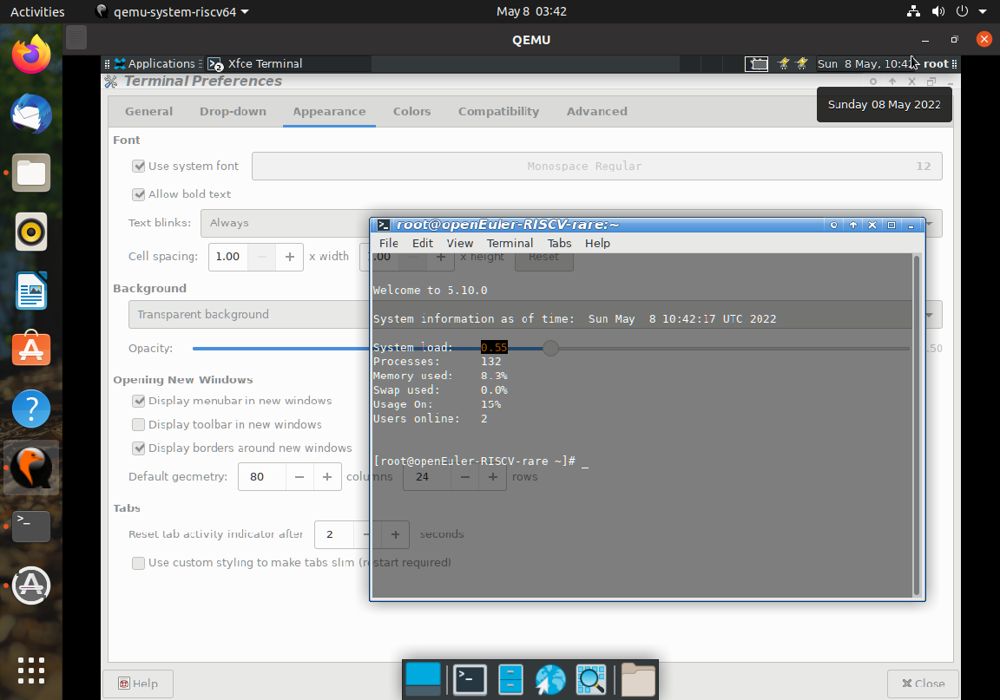 Activities qemu-system-riscv64 May 8 03:42
QEMU
Applications Xfce Terminal Sun 8 May, 10:42 root
Terminal Preferences
Sunday 08 May 2022
General Drop-down Appearance Colors Compatibility Advanced
Font
Use system font Monospace Regular 12
Allow bold text
Text blinks: Always
root@openEuler-RISCV-rare:~
File Edit View Terminal Tabs Help
Cell spacing: 1.00 − + x width 1.00 − + x height Reset
Background
Transparent background
Opacity: .50
Welcome to 5.10.0
System information as of time: Sun May 8 10:42:17 UTC 2022
System load: 0.55
Processes: 132
Memory used: 8.3%
Swap used: 0.0%
Usage On: 15%
Users online: 2
[root@openEuler-RISCV-rare ~]# _
Opening New Windows
Display menubar in new windows
Display toolbar in new windows
Display borders around new windows
Default geometry: 80 − + columns 24 − + rows
Tabs
Reset tab activity indicator after 2 − + seconds
Use custom styling to make tabs slim (restart required)
Help Close